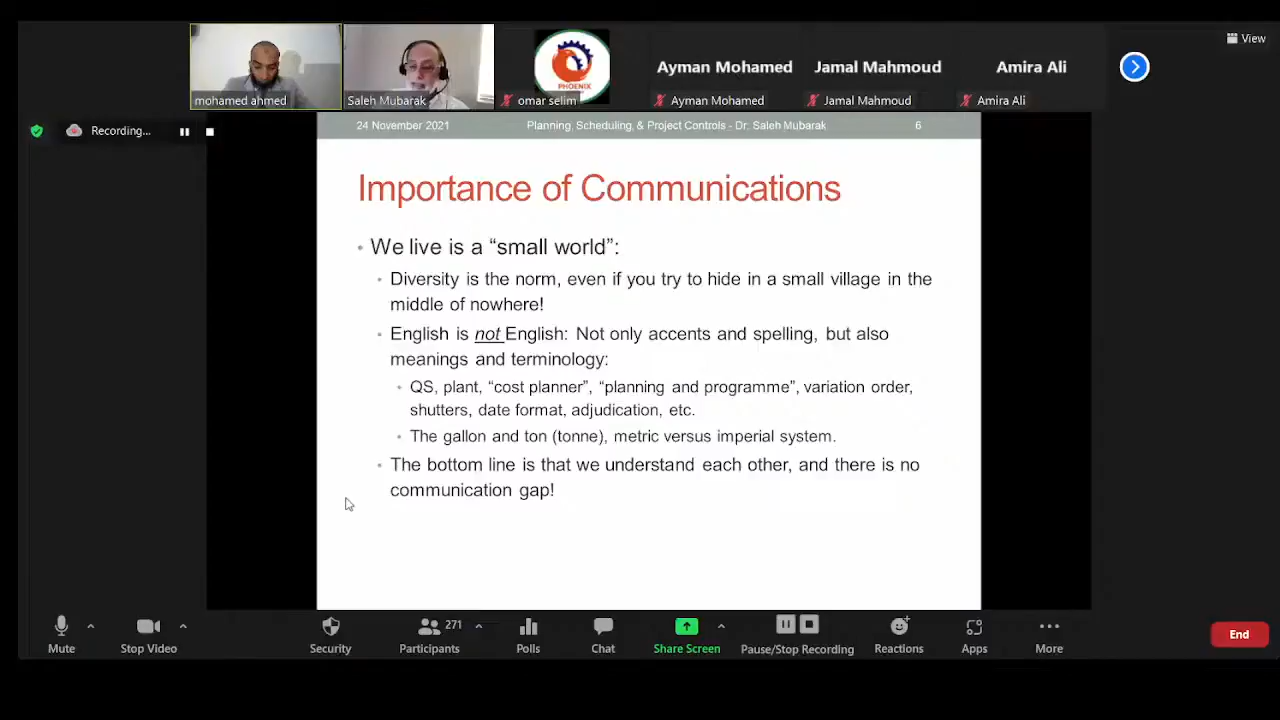 View
PHOENIX
Ayman Mohamed
Jamal Mahmoud
Amira Ali
mohamed ahmed
Saleh Mubarak
omar selim
Ayman Mohamed
Jamal Mahmoud
Amira Ali
Recording...
24 November 2021
Planning, Scheduling, & Project Controls - Dr. Saleh Mubarak
6
Importance of Communications
• We live is a “small world”:
• Diversity is the norm, even if you try to hide in a small village in the
middle of nowhere!
• English is not English: Not only accents and spelling, but also
meanings and terminology:
• QS, plant, “cost planner”, “planning and programme”, variation order,
shutters, date format, adjudication, etc.
• The gallon and ton (tonne), metric versus imperial system.
• The bottom line is that we understand each other, and there is no
communication gap!
271
Mute
Stop Video
Security
Participants
Polls
Chat
Share Screen
Pause/Stop Recording
Reactions
Apps
More
End